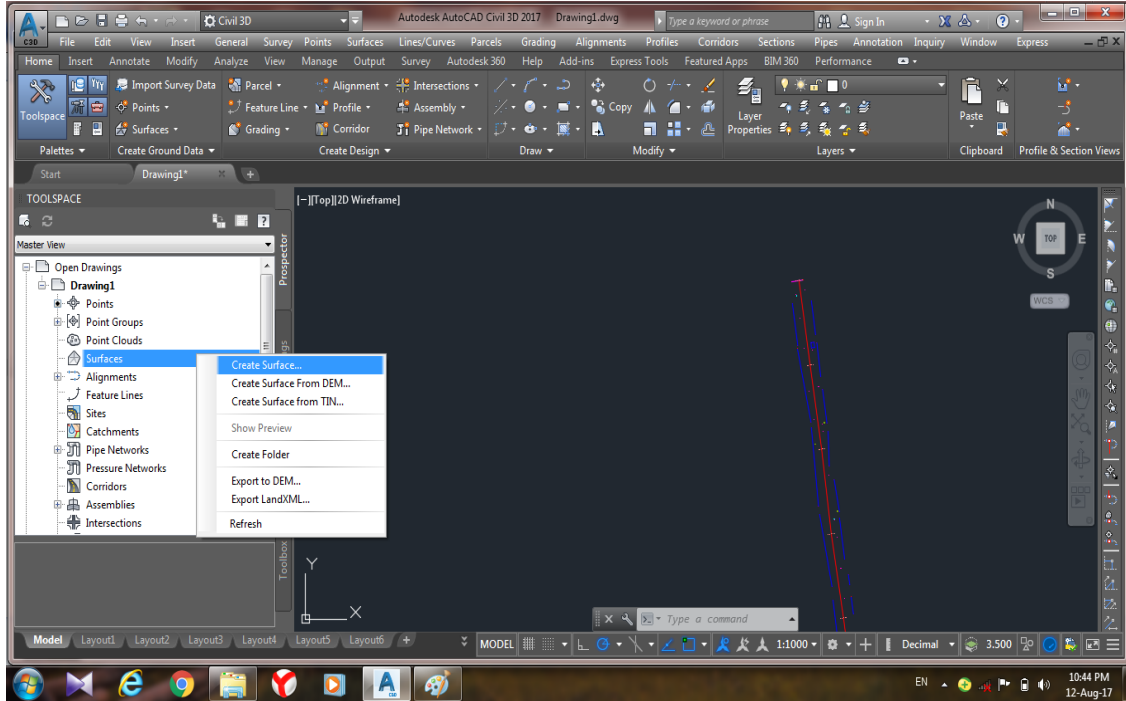 Civil 3D Autodesk AutoCAD Civil 3D 2017 Drawing1.dwg Type a keyword or phrase Sign In
C3D File Edit View Insert General Survey Points Surfaces Lines/Curves Parcels Grading Alignments Profiles Corridors Sections Pipes Annotation Inquiry Window Express
Home Insert Annotate Modify Analyze View Manage Output Survey Autodesk 360 Help Add-ins Express Tools Featured Apps BIM 360 Performance
Import Survey Data Parcel Alignment Intersections 0
Toolspace Points Feature Line Profile Assembly Copy Layer Properties Paste
Surfaces Grading Corridor Pipe Network
Palettes Create Ground Data Create Design Draw Modify Layers Clipboard Profile & Section Views
Start Drawing1*
TOOLSPACE [-][Top][2D Wireframe]
N
Master View
W TOP E
Prospector
Open Drawings
S
Drawing1
Points
WCS
Point Groups
Point Clouds
Surfaces
Create Surface...
Alignments
Create Surface From DEM...
Feature Lines
Create Surface from TIN...
Sites
Catchments
Show Preview
Pipe Networks
Create Folder
Pressure Networks
Corridors
Export to DEM...
Assemblies
Export LandXML...
Intersections
Refresh
Toolbox
Y
X
Type a command
Model Layout1 Layout2 Layout3 Layout4 Layout5 Layout6 + MODEL 1:1000 Decimal 3.500
EN 10:44 PM
12-Aug-17